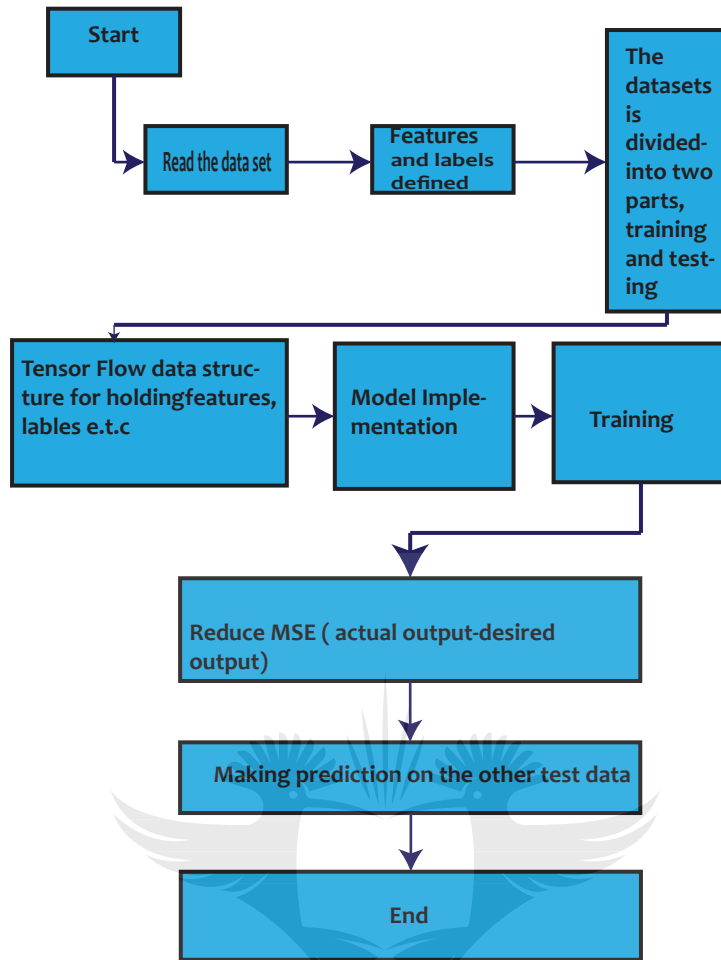 Start
Read the data set
Features
and labels
defined
The
datasets
is
divided-
into two
parts,
training
and test-
ing
Tensor Flow data struc-
ture for holdingfeatures,
lables e.t.c
Model Imple-
mentation
Training
Reduce MSE ( actual output-desired
output)
Making prediction on the other test data
End